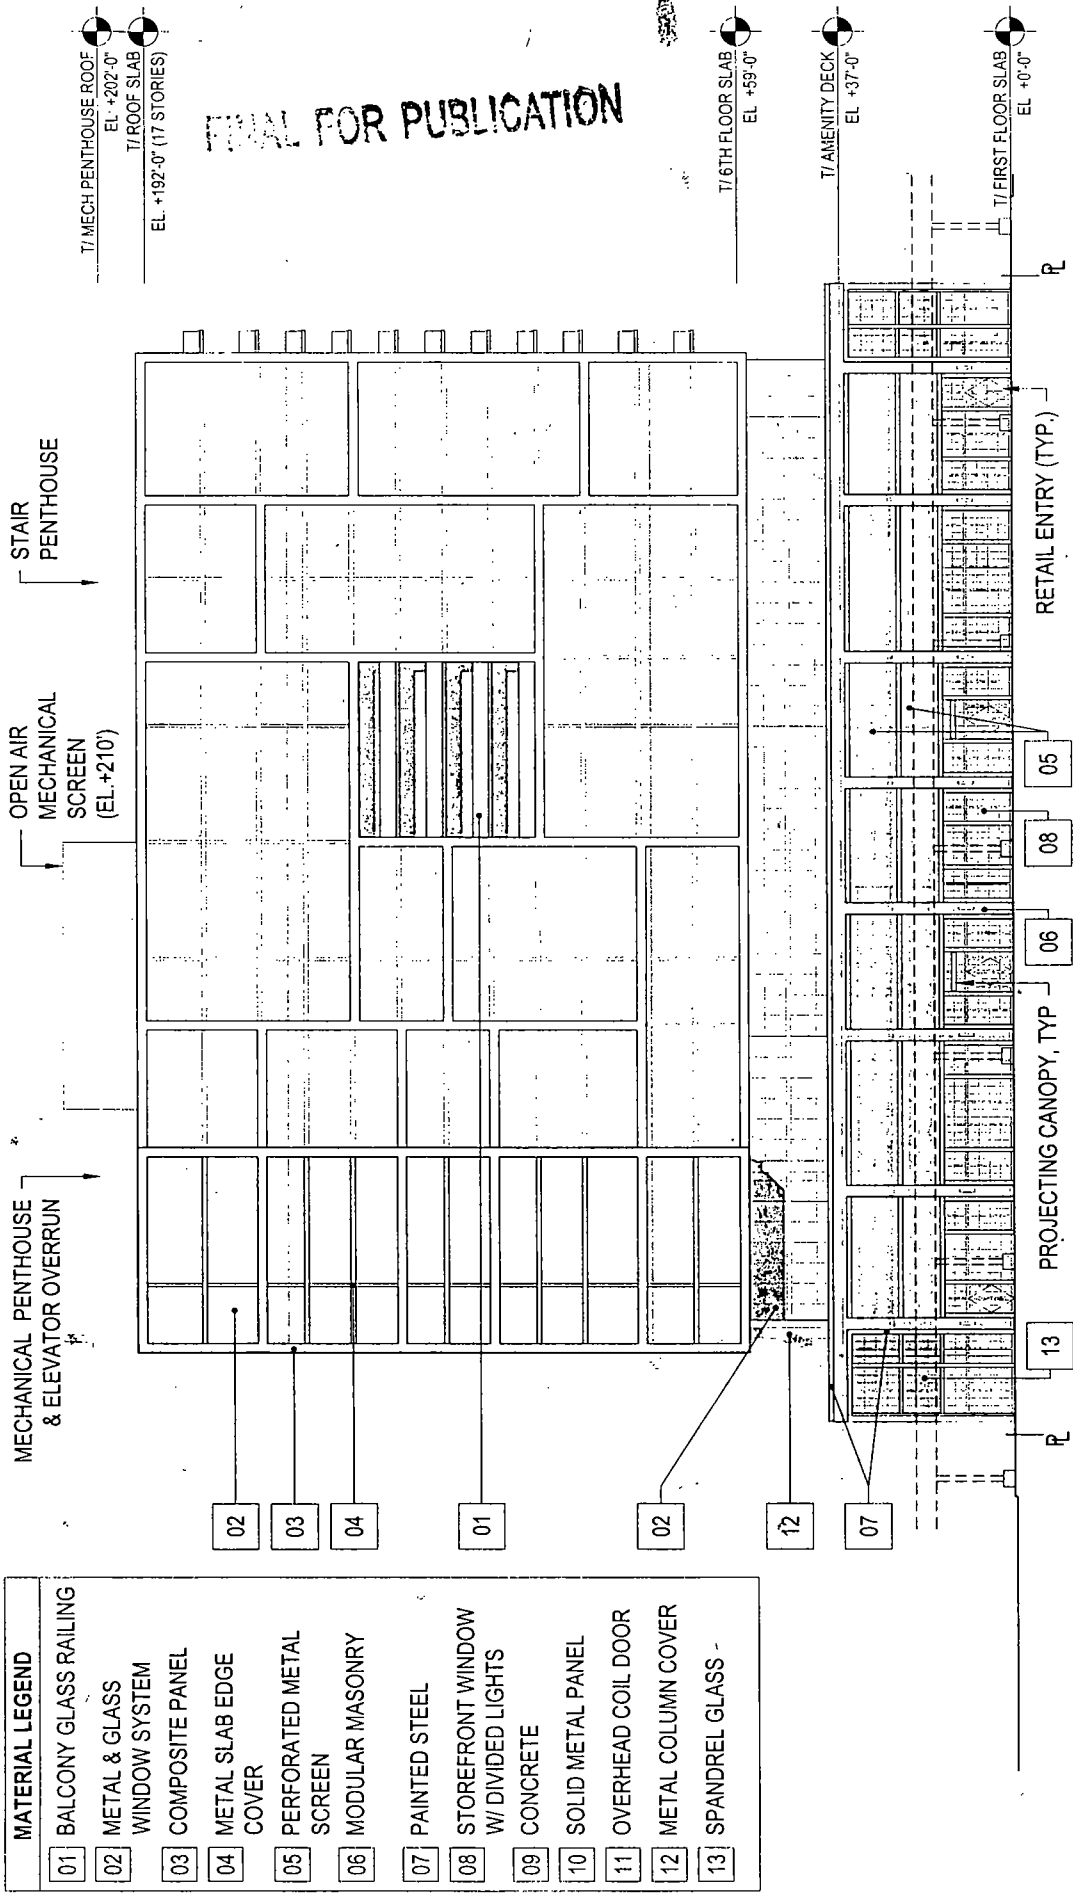 MATERIAL LEGEND
01 BALCONY GLASS RAILING
02 METAL & GLASS
WINDOW SYSTEM
03 COMPOSITE PANEL
04 METAL SLAB EDGE
COVER
05 PERFORATED METAL
SCREEN
06 MODULAR MASONRY
07 PAINTED STEEL
08 STOREFRONT WINDOW
W/ DIVIDED LIGHTS
09 CONCRETE
10 SOLID METAL PANEL
11 OVERHEAD COIL DOOR
12 METAL COLUMN COVER
13 SPANDREL GLASS
MECHANICAL PENTHOUSE
& ELEVATOR OVERRUN
OPEN AIR
MECHANICAL
SCREEN
(EL.+210')
STAIR
PENTHOUSE
T/ MECH PENTHOUSE ROOF
EL +202'-0"
T/ ROOF SLAB
EL. +192'-0" (17 STORIES)
FINAL FOR PUBLICATION
T/ 6TH FLOOR SLAB
EL +59'-0"
T/ AMENITY DECK
EL +37'-0"
T/ FIRST FLOOR SLAB
EL +0'-0"
02
03
04
01
02
12
07
13
PROJECTING CANOPY, TYP
06
08
05
RETAIL ENTRY (TYP.)
PL
PL